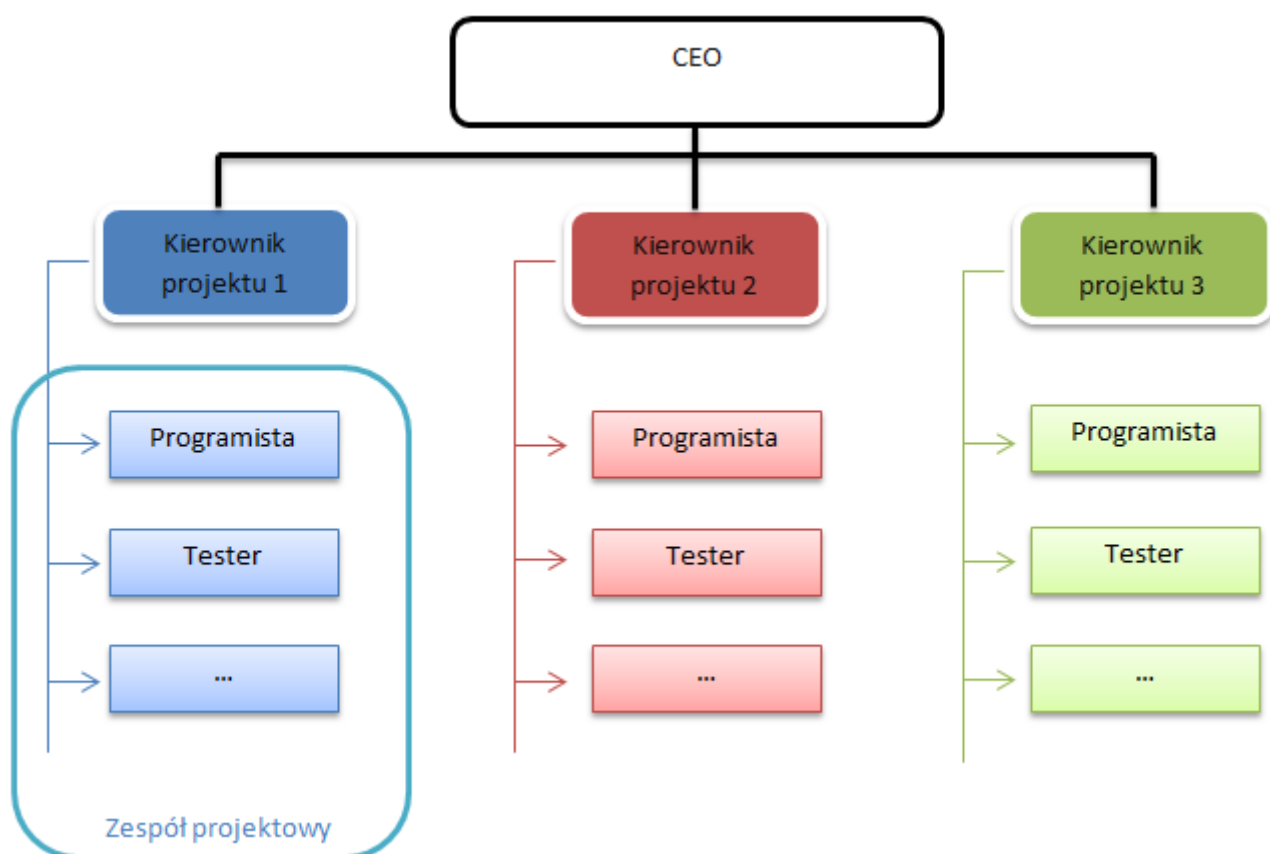 CEO
Kierownik
projektu 1
Kierownik
projektu 2
Kierownik
projektu 3
Programista
Tester
...
Zespół projektowy
Programista
Tester
...
Programista
Tester
...